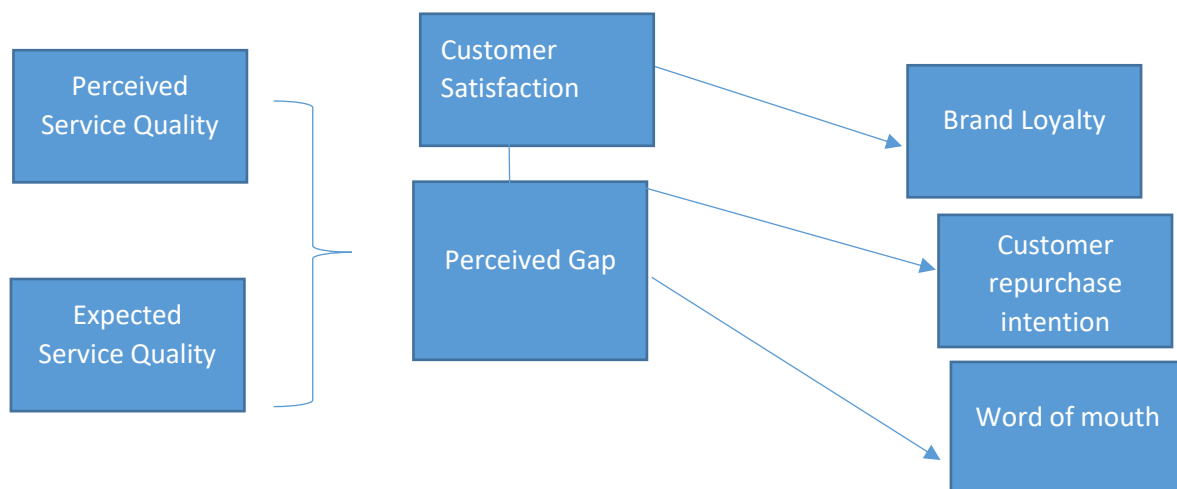 Perceived
Service Quality
Expected
Service Quality
Customer
Satisfaction
Perceived Gap
Brand Loyalty
Customer
repurchase
intention
Word of mouth